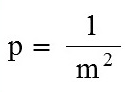 p = 1 / m²